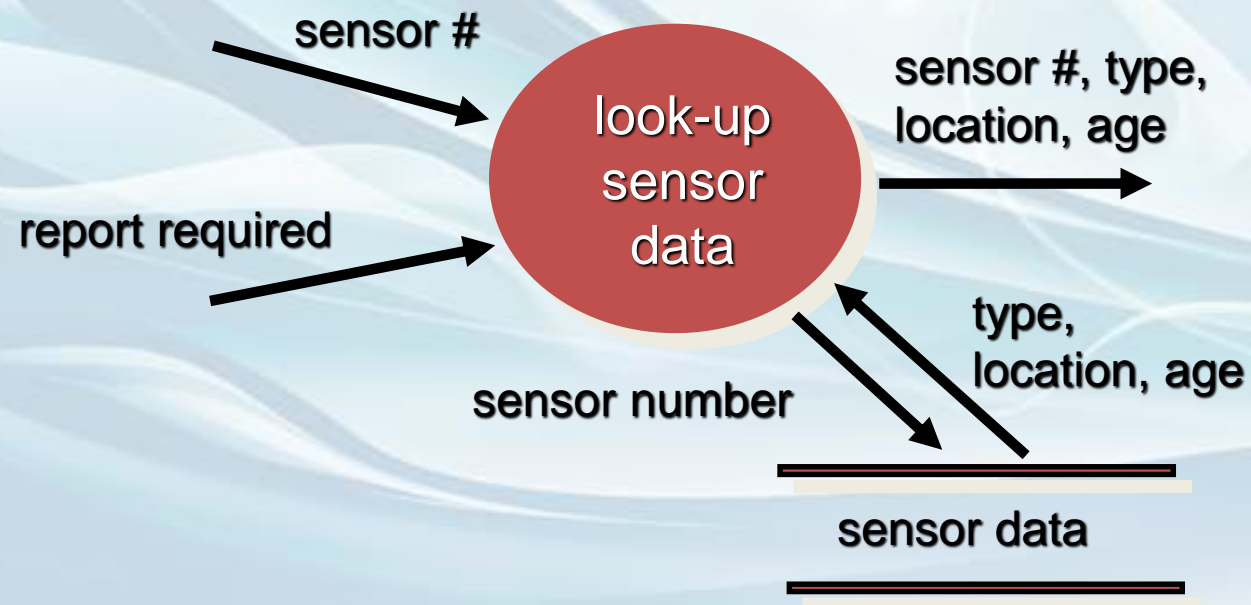 sensor #
look-up
sensor
data
sensor #, type,
location, age
report required
type,
location, age
sensor number
sensor data